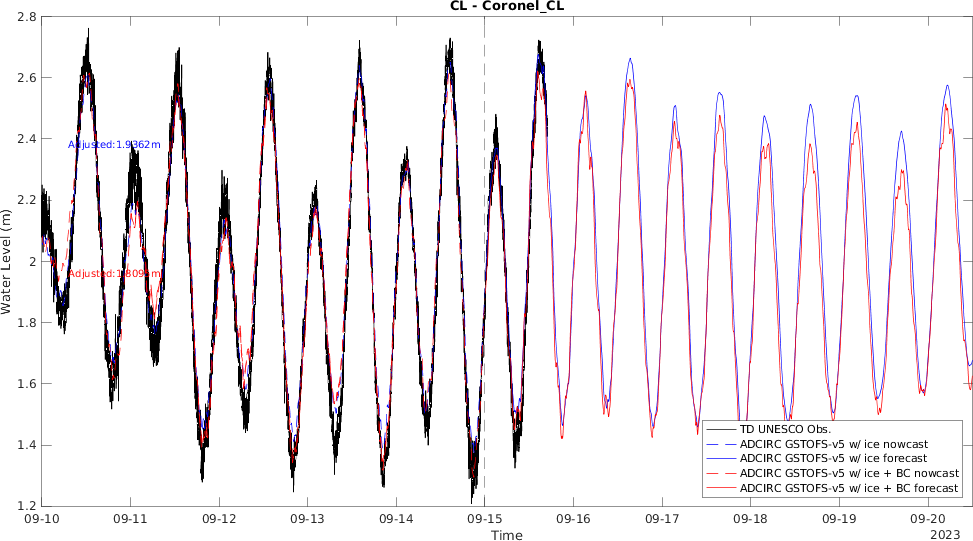 CL - Coronel_CL
2.8
2.6
2.4
2.2
2
1.8
1.6
1.4
1.2
Water Level (m)
Adjusted:1.9362m
09-10
09-11
09-12
09-13
09-14
09-15
09-16
09-17
09-18
09-19
09-20
Time
2023
TD UNESCO Obs.
ADCIRC GSTOFS-v5 w/ ice nowcast
ADCIRC GSTOFS-v5 w/ ice forecast
ADCIRC GSTOFS-v5 w/ ice + BC nowcast
ADCIRC GSTOFS-v5 w/ ice + BC forecast